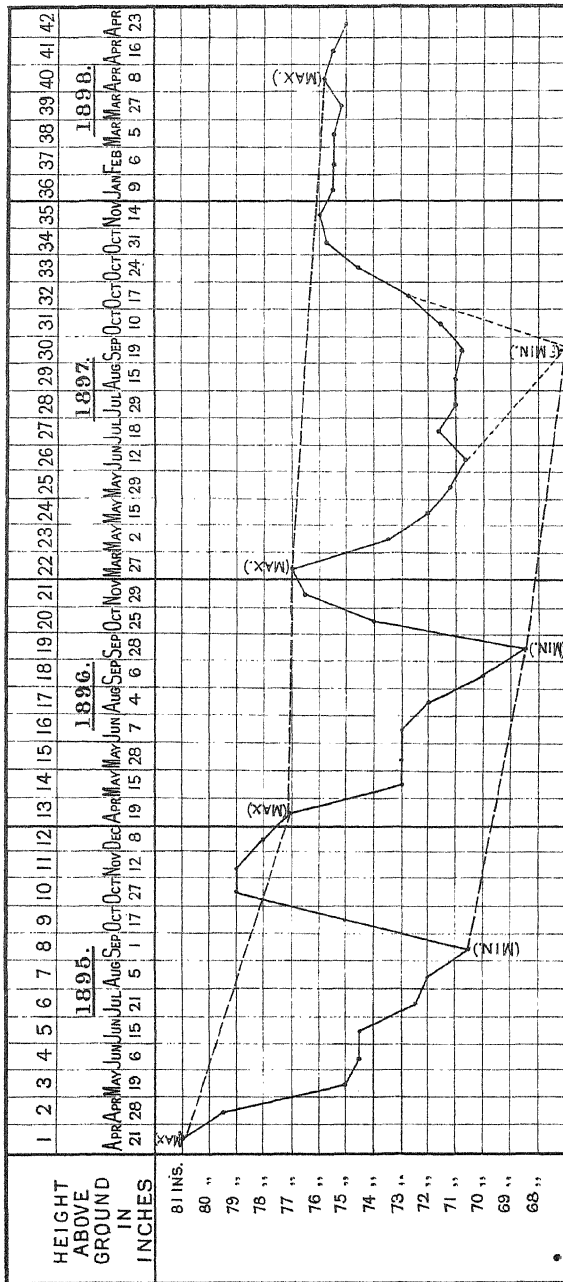 HEIGHT
ABOVE
GROUND
IN
INCHES
1 2 3 4 5 6 7 8 9 10 11 12 13 14 15 16 17 18 19 20 21 22 23 24 25 26 27 28 29 30 31 32 33 34 35 36 37 38 39 40 41 42
1895. 1896. 1897. 1898.
APR APR MAY JUN JUN JUL AUG SEP OCT OCT NOV DEC APR MAY MAY JUN AUG SEP SEP OCT NOV MAR MAY MAY MAY JUN JUL JUL AUG SEP OCT OCT OCT OCT NOV JAN FEB MAR MAR APR APR APR
21 28 19 6 15 21 5 1 17 27 12 8 19 15 28 7 4 6 28 25 29 27 2 15 29 12 18 29 15 19 10 17 24 31 14 9 6 5 27 8 16 23
81 INS.
80 "
79 "
78 "
77 "
76 "
75 "
74 "
73 "
72 "
71 "
70 "
69 "
68 "
(MAX)
(MIN.)
(MAX)
(MIN.)
(MAX.)
(MIN.)
(MAX.)